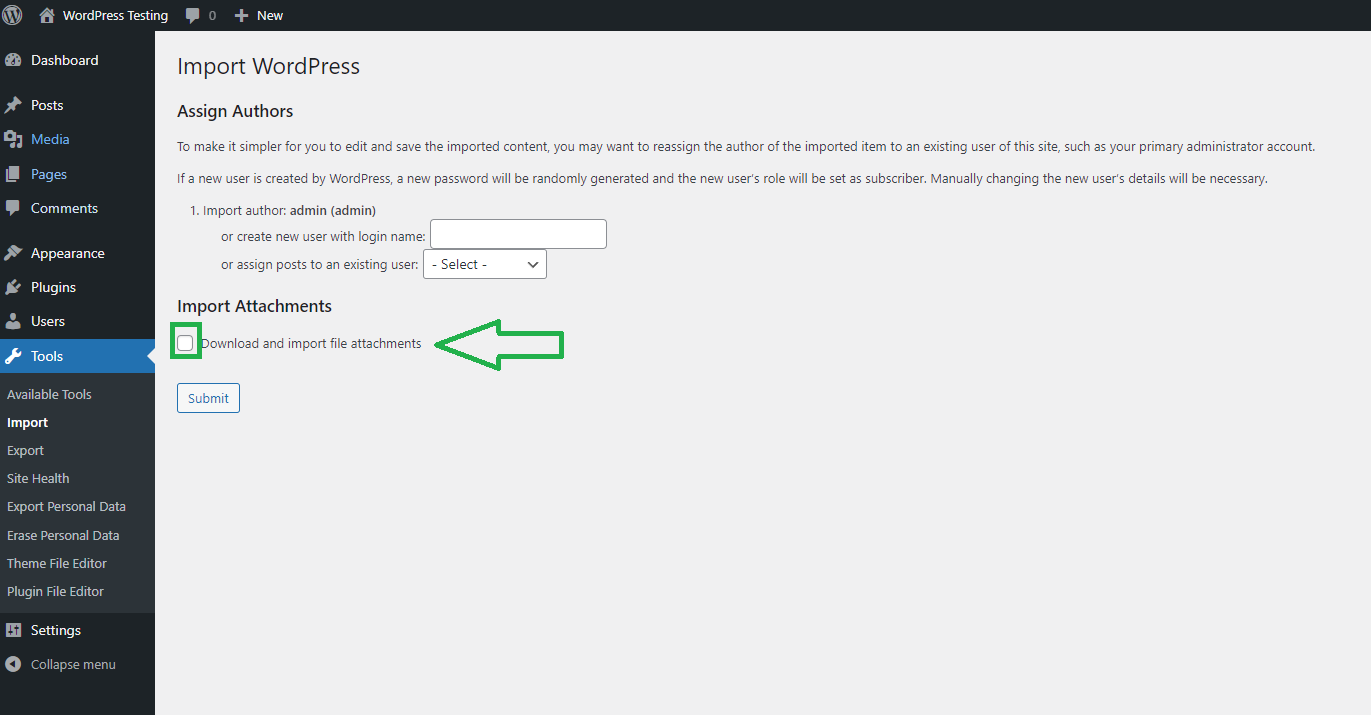 WordPress Testing 0 New
Dashboard
Posts
Media
Pages
Comments
Appearance
Plugins
Users
Tools
Available Tools
Import
Export
Site Health
Export Personal Data
Erase Personal Data
Theme File Editor
Plugin File Editor
Settings
Collapse menu
Import WordPress
Assign Authors
To make it simpler for you to edit and save the imported content, you may want to reassign the author of the imported item to an existing user of this site, such as your primary administrator account.
If a new user is created by WordPress, a new password will be randomly generated and the new user's role will be set as subscriber. Manually changing the new user's details will be necessary.
1. Import author: admin (admin)
or create new user with login name:
or assign posts to an existing user: - Select -
Import Attachments
Download and import file attachments
Submit